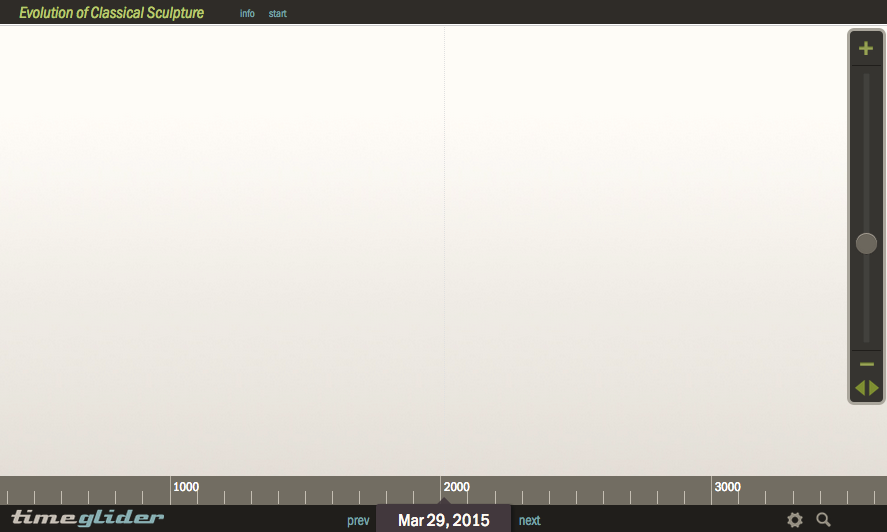 Evolution of Classical Sculpture info start
+
−
1000 2000 3000
timeglider prev Mar 29, 2015 next